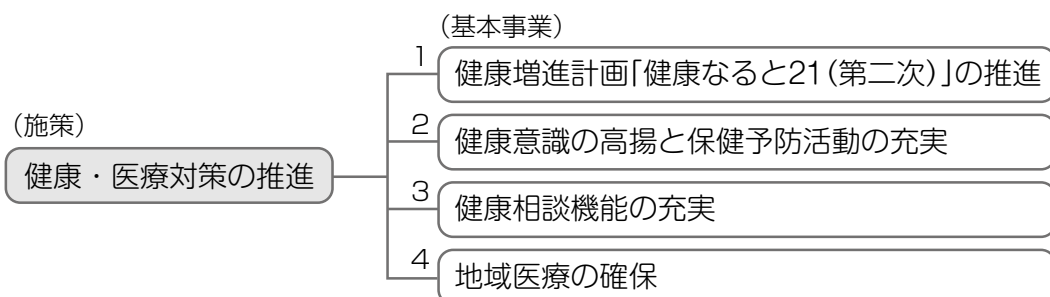 (基本事業)
1 健康増進計画「健康なると21(第二次)」の推進
(施策)
2 健康意識の高揚と保健予防活動の充実
健康・医療対策の推進
3 健康相談機能の充実
4 地域医療の確保